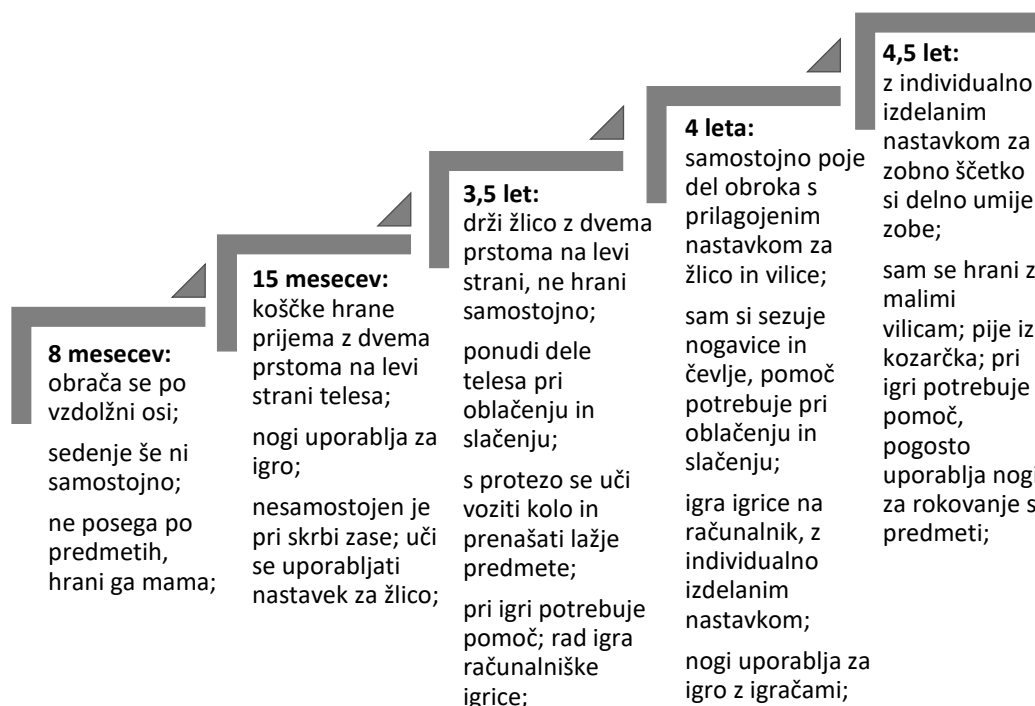 8 mesecev:
obrača se po
vzdolžni osi;
sedenje še ni
samostojno;
ne posega po
predmetih,
hrani ga mama;
15 mesecev:
koščke hrane
prijema z dvema
prstoma na levi
strani telesa;
nogi uporablja za
igro;
nesamostojen je
pri skrbi zase; uči
se uporabljati
nastavek za žlico;
3,5 let:
drži žlico z dvema
prstoma na levi
strani, ne hrani
samostojno;
ponudi dele
telesa pri
oblačenju in
slačenju;
s protezo se uči
voziti kolo in
prenašati lažje
predmete;
pri igri potrebuje
pomoč; rad igra
računalniške
igrice;
4 leta:
samostojno poje
del obroka s
prilagojenim
nastavkom za
žlico in vilice;
sam si sezuje
nogavice in
čevlje, pomoč
potrebuje pri
oblačenju in
slačenju;
igra igrice na
računalnik, z
individualno
izdelanim
nastavkom;
nogi uporablja za
igro z igračami;
4,5 let:
z individualno
izdelanim
nastavkom za
zobno ščetko
si delno umije
zobe;
sam se hrani z
malimi
vilicam; pije iz
kozarčka; pri
igri potrebuje
pomoč,
pogosto
uporablja nogi
za rokovanje s
predmeti;